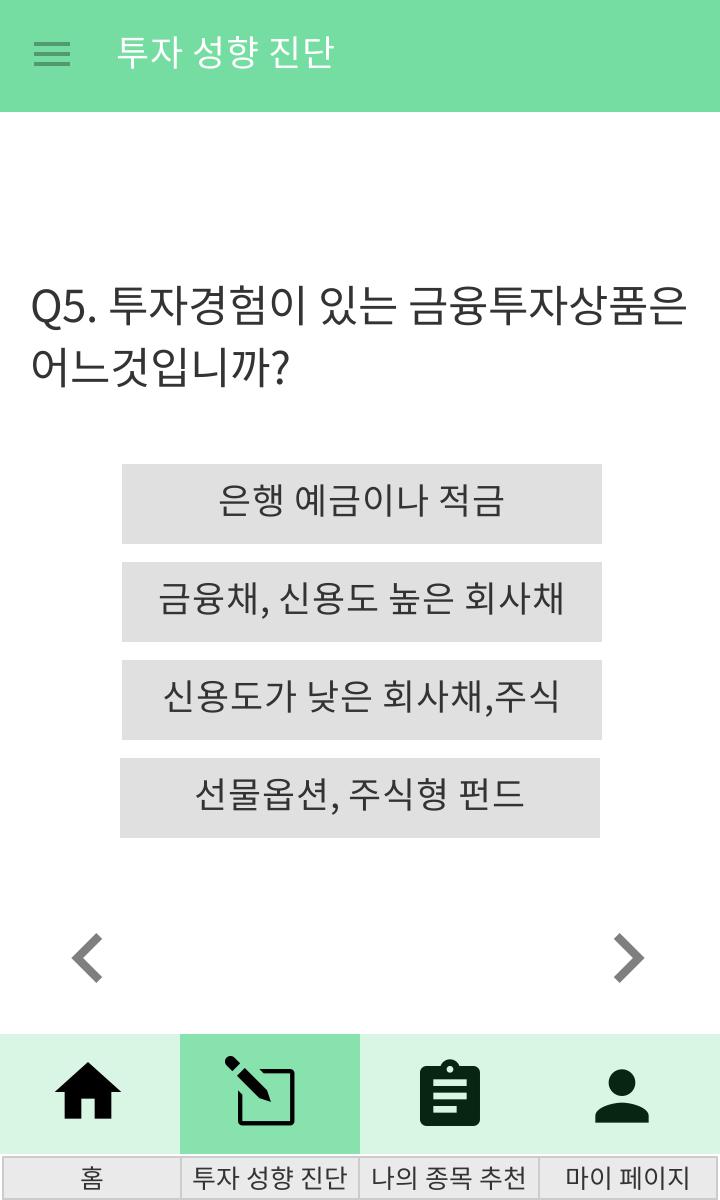 투자 성향 진단
Q5. 투자경험이 있는 금융투자상품은
어느것입니까?
은행 예금이나 적금
금융채, 신용도 높은 회사채
신용도가 낮은 회사채,주식
선물옵션, 주식형 펀드
홈
투자 성향 진단
나의 종목 추천
마이 페이지